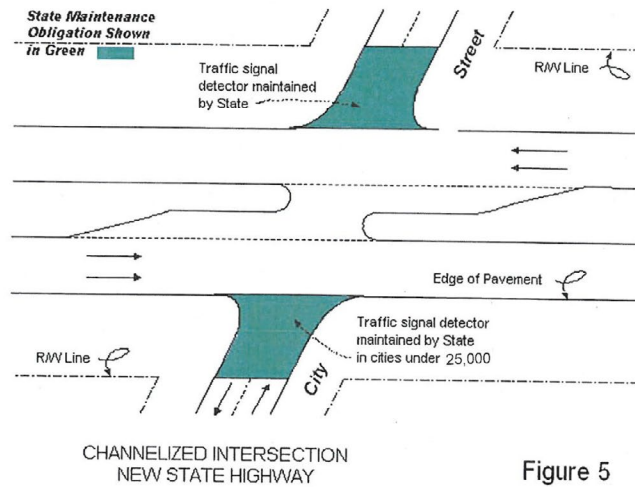 State Maintenance
Obligation Shown
in Green
Traffic signal
detector maintained
by State
Street
R/W Line
Edge of Pavement
Traffic signal detector
maintained by State
in cities under 25,000
R/W Line
City
CHANNELIZED INTERSECTION
NEW STATE HIGHWAY
Figure 5